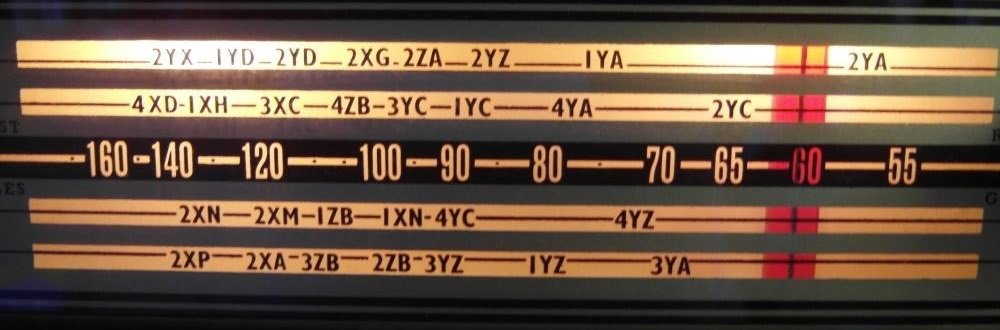 2YX 1YD 2YD 2XG 2ZA 2YZ 1YA 2YA
4XD-1XH 3XC 4ZB-3YC 1YC 4YA 2YC
ST
160 140 120 100 90 80 70 65 60 55
LES
2XN 2XM-1ZB 1XN-4YC 4YZ
2XP 2XA-3ZB 2ZB-3YZ 1YZ 3YA